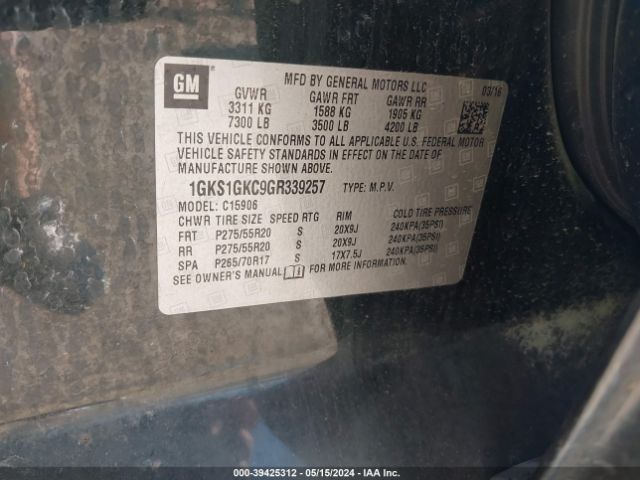 GM
MFD BY GENERAL MOTORS LLC
03/16
GVWR GAWR FRT GAWR RR
3311 KG 1588 KG 1905 KG
7300 LB 3500 LB 4200 LB
THIS VEHICLE CONFORMS TO ALL APPLICABLE U.S. FEDERAL MOTOR
VEHICLE SAFETY STANDARDS IN EFFECT ON THE DATE OF
MANUFACTURE SHOWN ABOVE.
1GKS1GKC9GR339257 TYPE: M.P.V.
MODEL: C15906
CHWR TIRE SIZE SPEED RTG RIM COLD TIRE PRESSURE
FRT P275/55R20 S 20X9J 240KPA(35PSI)
RR P275/55R20 S 20X9J 240KPA(35PSI)
SPA P265/70R17 S 17X7.5J 240KPA(35PSI)
SEE OWNER'S MANUAL FOR MORE INFORMATION.
000-39425312 - 05/15/2024 - IAA Inc.